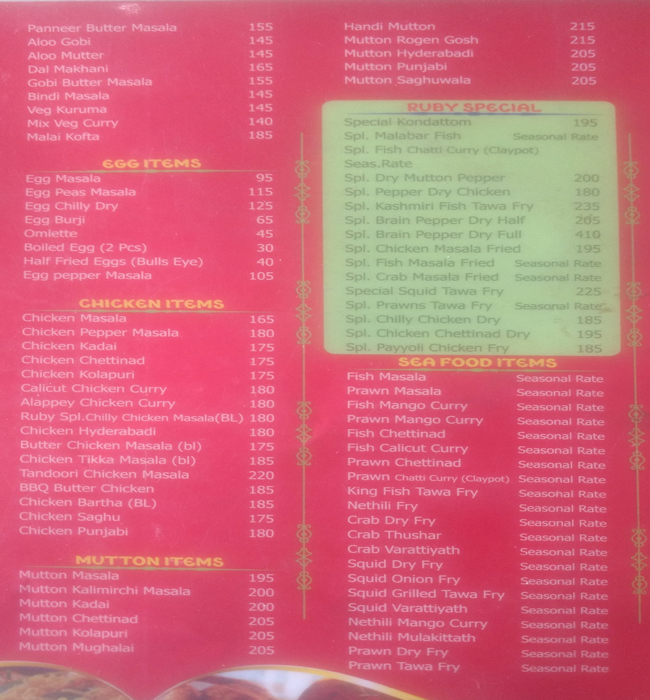 Panneer Butter Masala 155
Aloo Gobi 145
Aloo Mutter 145
Dal Makhani 165
Gobi Butter Masala 155
Bindi Masala 145
Veg Kuruma 145
Mix Veg Curry 140
Malai Kofta 185
EGG ITEMS
Egg Masala 95
Egg Peas Masala 115
Egg Chilly Dry 125
Egg Burji 65
Omlette 45
Boiled Egg (2 Pcs) 30
Half Fried Eggs (Bulls Eye) 40
Egg pepper Masala 105
CHICKEN ITEMS
Chicken Masala 165
Chicken Pepper Masala 180
Chicken Kadai 175
Chicken Chettinad 175
Chicken Kolapuri 175
Calicut Chicken Curry 180
Alappey Chicken Curry 180
Ruby Spl.Chilly Chicken Masala(BL) 180
Chicken Hyderabadi 180
Butter Chicken Masala (bl) 175
Chicken Tikka Masala (bl) 185
Tandoori Chicken Masala 220
BBQ Butter Chicken 185
Chicken Bartha (BL) 185
Chicken Saghu 175
Chicken Punjabi 180
MUTTON ITEMS
Mutton Masala 195
Mutton Kalimirchi Masala 200
Mutton Kadai 200
Mutton Chettinad 205
Mutton Kolapuri 205
Mutton Mughalai 205
Handi Mutton 215
Mutton Rogen Gosh 215
Mutton Hyderabadi 205
Mutton Punjabi 205
Mutton Saghuwala 205
RUBY SPECIAL
Special Kondattom 195
Spl. Malabar Fish Seasonal Rate
Spl. Fish Chatti Curry (Claypot)
Seas.Rate
Spl. Dry Mutton Pepper 200
Spl. Pepper Dry Chicken 180
Spl. Kashmiri Fish Tawa Fry 235
Spl. Brain Pepper Dry Half 205
Spl. Brain Pepper Dry Full 410
Spl. Chicken Masala Fried 195
Spl. Fish Masala Fried Seasonal Rate
Spl. Crab Masala Fried Seasonal Rate
Special Squid Tawa Fry 225
Spl. Prawns Tawa Fry Seasonal Rate
Spl. Chilly Chicken Dry 185
Spl. Chicken Chettinad Dry 195
Spl. Payyoli Chicken Fry 185
SEA FOOD ITEMS
Fish Masala Seasonal Rate
Prawn Masala Seasonal Rate
Fish Mango Curry Seasonal Rate
Prawn Mango Curry Seasonal Rate
Fish Chettinad Seasonal Rate
Fish Calicut Curry Seasonal Rate
Prawn Chettinad Seasonal Rate
Prawn Chatti Curry (Claypot) Seasonal Rate
King Fish Tawa Fry Seasonal Rate
Nethili Fry Seasonal Rate
Crab Dry Fry Seasonal Rate
Crab Thushar Seasonal Rate
Crab Varattiyath Seasonal Rate
Squid Dry Fry Seasonal Rate
Squid Onion Fry Seasonal Rate
Squid Grilled Tawa Fry Seasonal Rate
Squid Varattiyath Seasonal Rate
Nethili Mango Curry Seasonal Rate
Nethili Mulakittath Seasonal Rate
Prawn Dry Fry Seasonal Rate
Prawn Tawa Fry Seasonal Rate